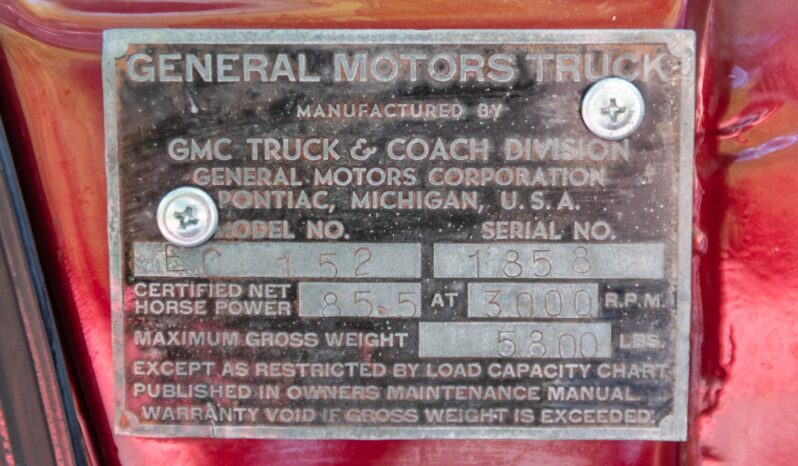 GENERAL MOTORS TRUCK
MANUFACTURED BY
GMC TRUCK & COACH DIVISION
GENERAL MOTORS CORPORATION
PONTIAC, MICHIGAN, U.S.A.
MODEL NO. SERIAL NO.
EC 152 1858
CERTIFIED NET HORSE POWER 85.5 AT 3000 R.P.M.
MAXIMUM GROSS WEIGHT 5800 LBS.
EXCEPT AS RESTRICTED BY LOAD CAPACITY CHART
PUBLISHED IN OWNERS MAINTENANCE MANUAL.
WARRANTY VOID IF GROSS WEIGHT IS EXCEEDED.